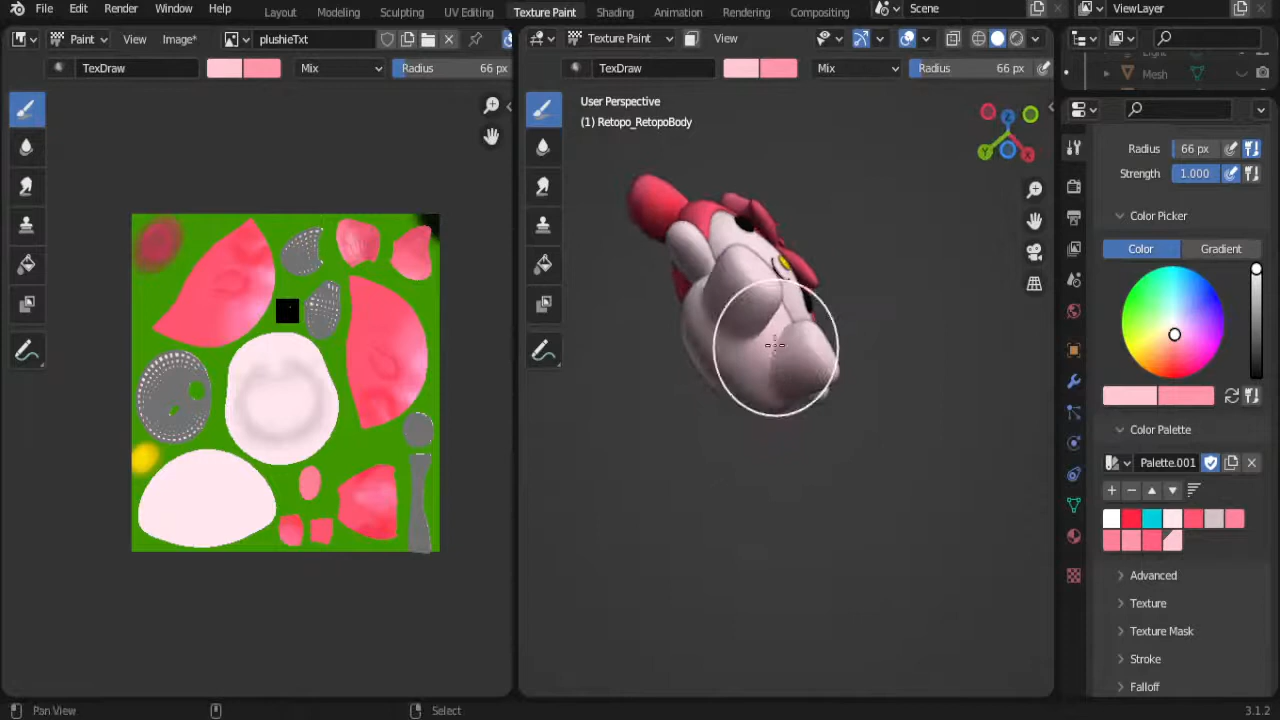 File Edit Render Window Help Layout Modeling Sculpting UV Editing Texture Paint Shading Animation Rendering Compositing Scene ViewLayer
Paint View Image* plushieTxt Texture Paint View
TexDraw Mix Radius 66 px TexDraw Mix Radius 66 px
Mesh
User Perspective
(1) Retopo_RetopoBody
Radius 66 px
Strength 1.000
Color Picker
Color Gradient
Color Palette
Palette.001
Advanced
Texture
Texture Mask
Stroke
Falloff
Pan View Select 3.1.2